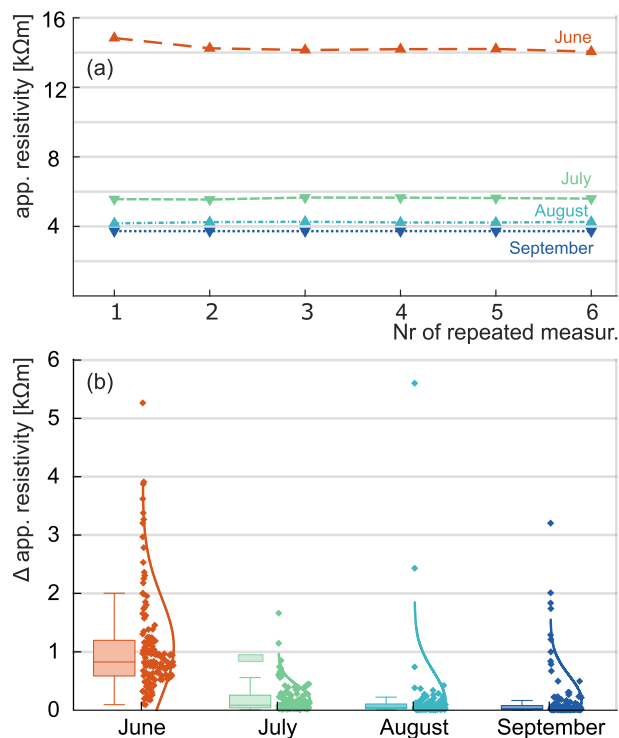 16
(a)
June
12
app. resistivity [kΩm]
8
July
August
4
September
1 2 3 4 5 6
Nr of repeated measur.
6
(b)
5
4
Δ app. resistivity [kΩm]
3
2
1
0
June July August September